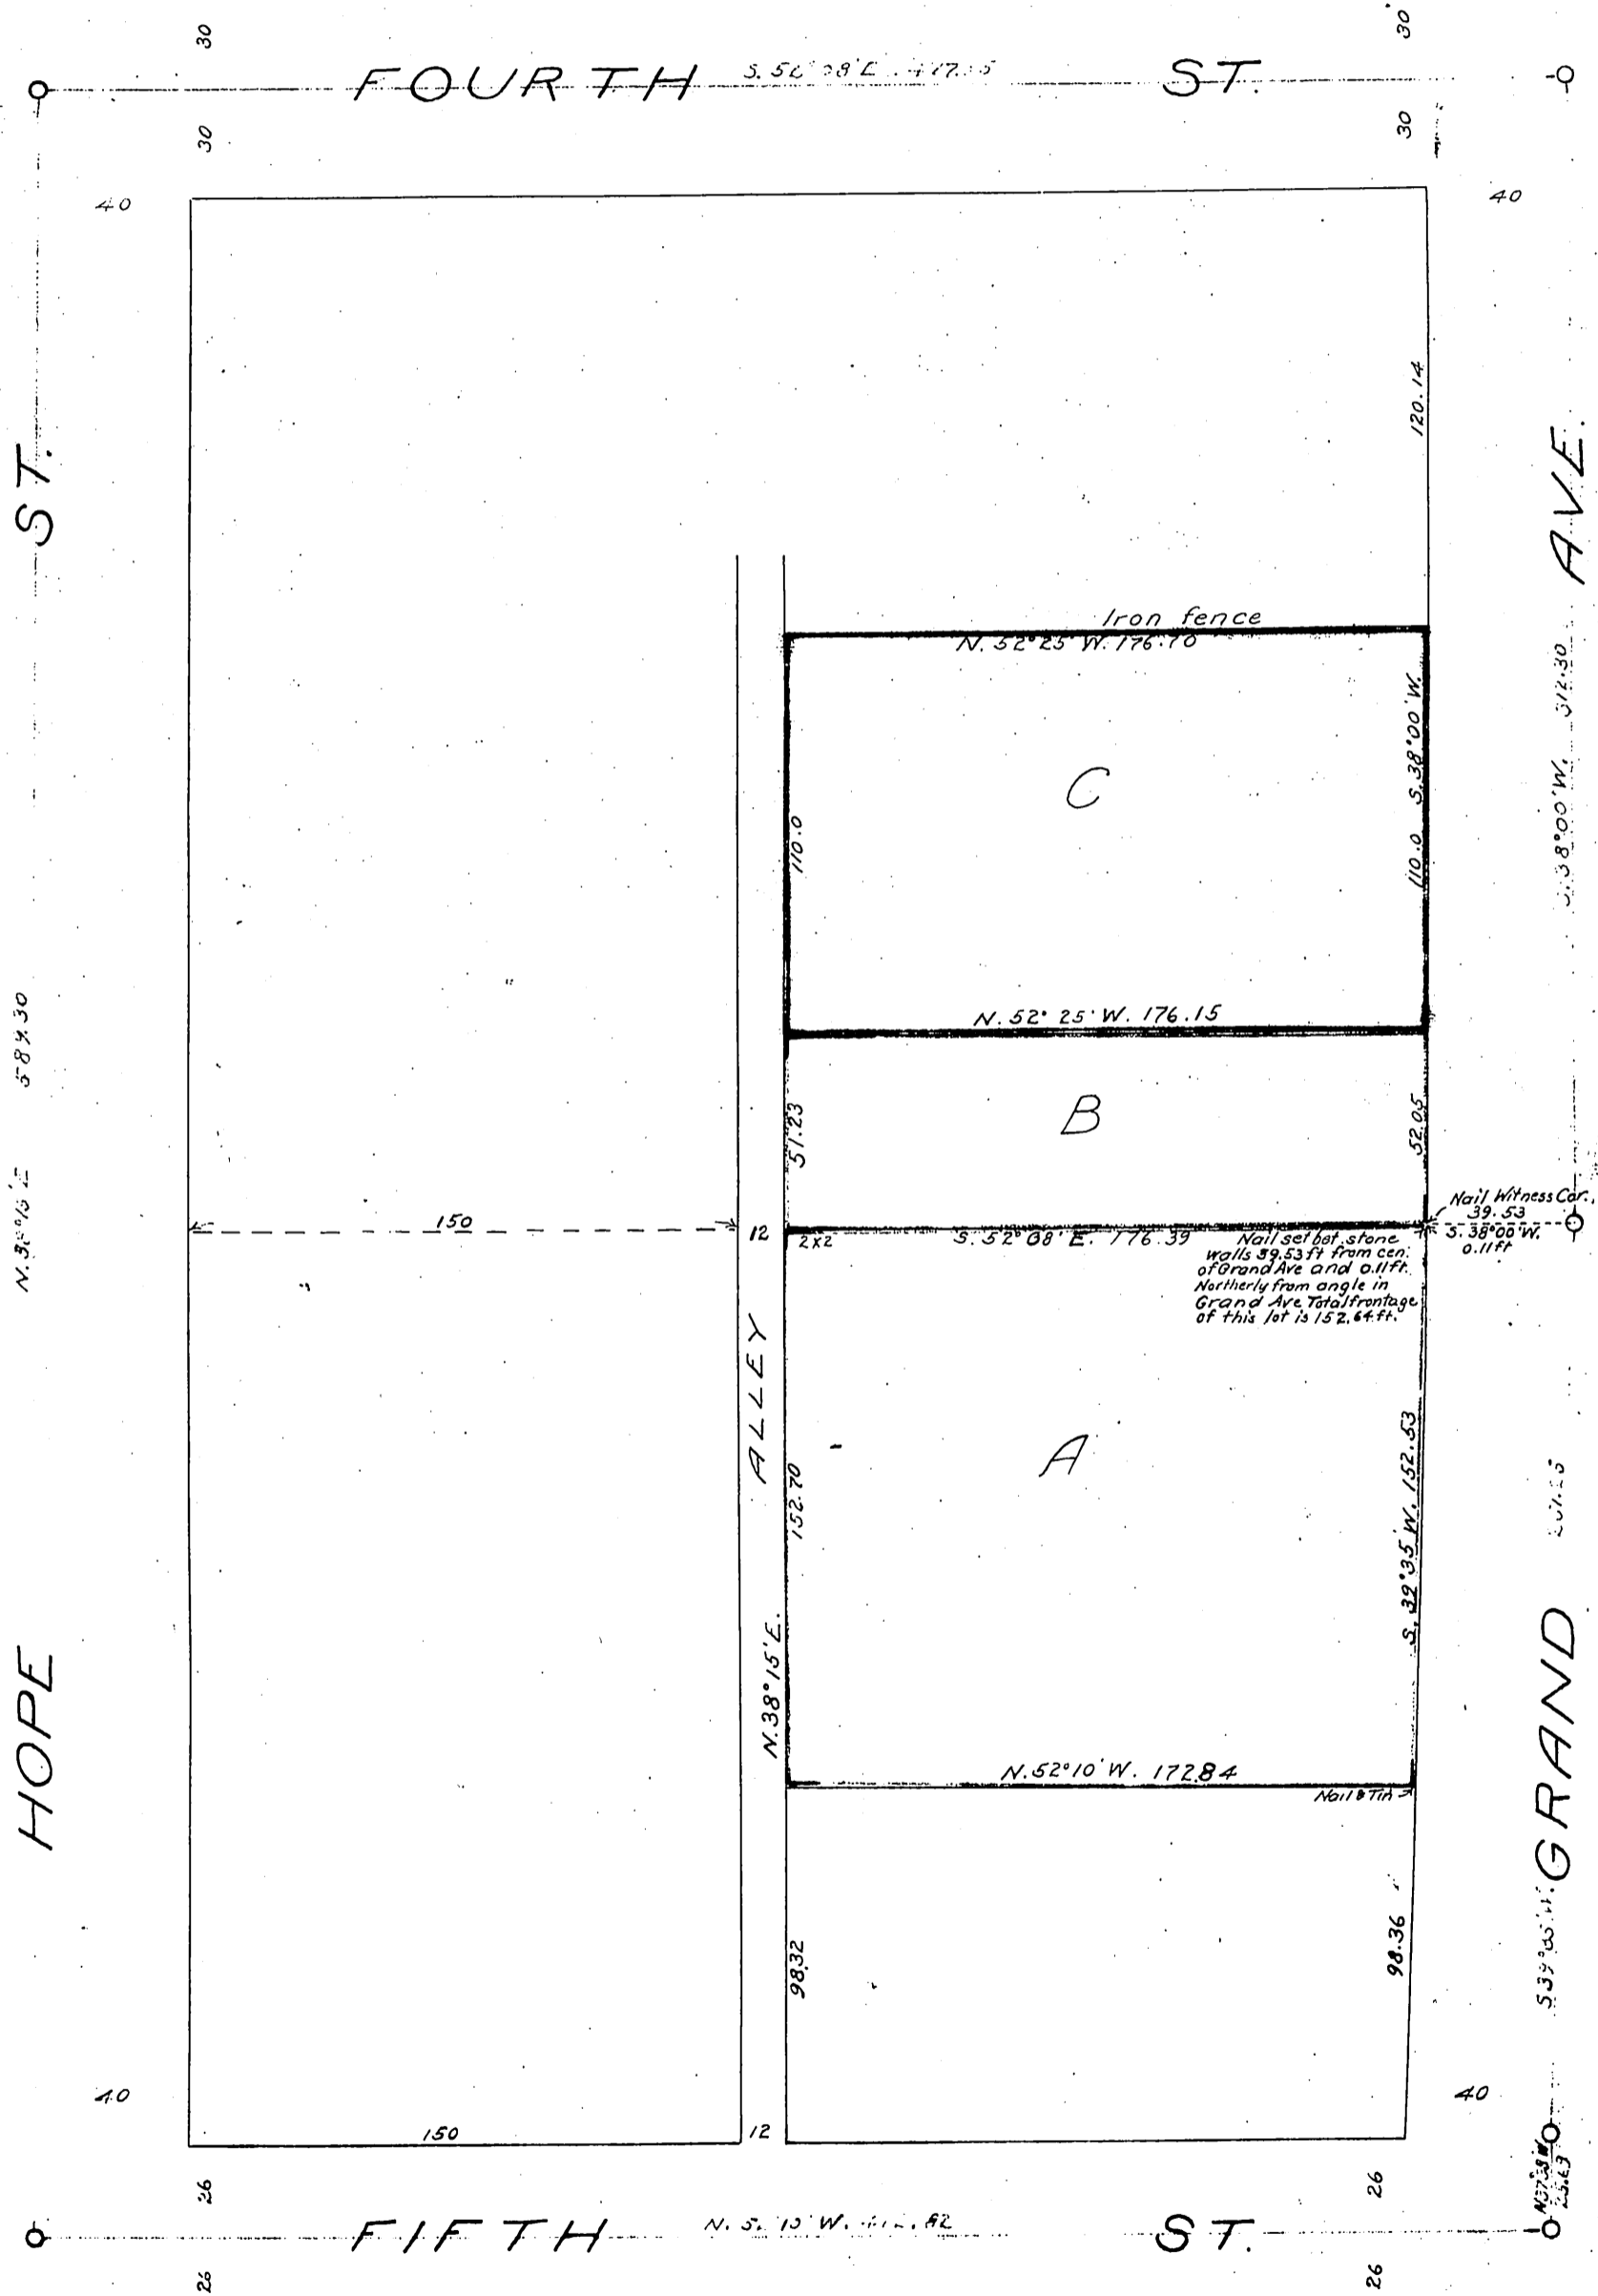 30
30
FOURTH ST.
30
30
40
40
120.14
ST.
AVE.
Iron fence
N. 52° 25' W. 176.70
C
110.0
110.0 S. 38°00' W.
S. 38°00' W.
N. 52° 25' W. 176.15
B
51.23
52.05
Nail Witness Cor.
39.53
S. 38°00' W.
0.11 ft
150
12
2x2
S. 52° 08' E. 176.39
Nail set bet. stone
walls 39.53 ft from cen.
of Grand Ave and 0.11 ft.
Northerly from angle in
Grand Ave Total frontage
of this lot is 152.64 ft.
ALLEY
A
152.70
S. 39° 35' W. 152.53
N. 38° 15' E.
HOPE
GRAND
N. 52° 10' W. 172.84
Nail & Tin
98.32
98.36
40
40
150
12
26
26
FIFTH ST.
26
26